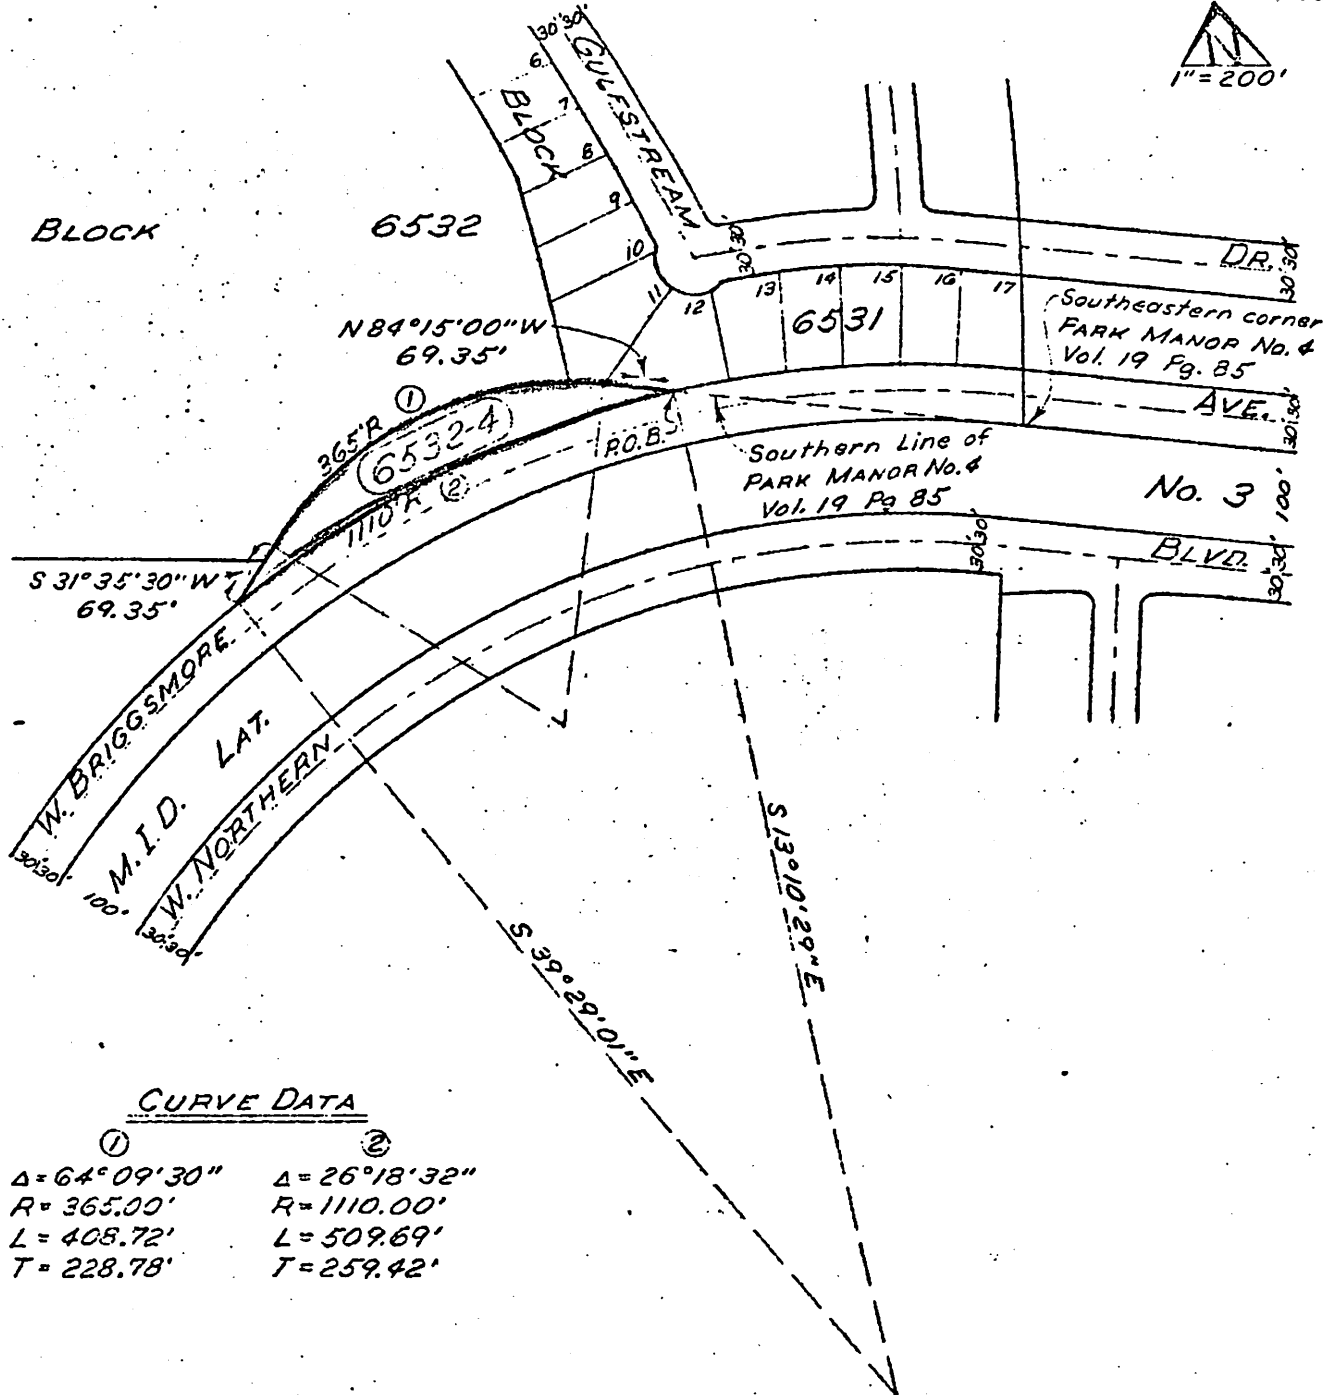 N
1"=200'
30' 30'
GULFSTREAM
DR.
30' 30'
30' 30'
BLOCK
6
7
8
9
10
11
12
13
14
15
16
17
6531
BLOCK 6532
N 84°15'00" W
69.35'
Southeastern corner
PARK MANOR No. 4
Vol. 19 Pg. 85
365'R ①
6532-4
P.O.B.
1110'R ②
Southern Line of
PARK MANOR No. 4
Vol. 19 Pg 85
AVE.
30' 30'
No. 3 100'
30' 30'
BLVD.
30' 30'
S 31°35'30" W
69.35'
W. BRIGGSMORE
M.I.D. LAT.
W. NORTHERN
30' 30'
100'
30' 30'
S 13°10'29" E
S 39°29'01" E
CURVE DATA
① ②
Δ = 64°09'30" Δ = 26°18'32"
R = 365.00' R = 1110.00'
L = 408.72' L = 509.69'
T = 228.78' T = 259.42'